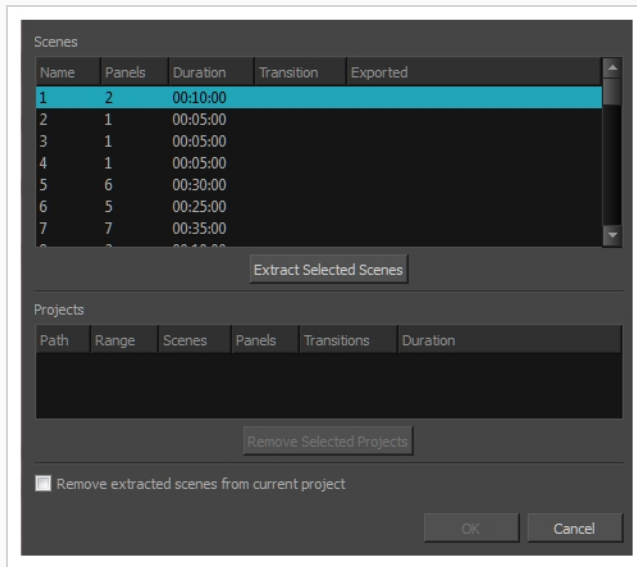 Scenes
Name Panels Duration Transition Exported
1 2 00:10:00
2 1 00:05:00
3 1 00:05:00
4 1 00:05:00
5 6 00:30:00
6 5 00:25:00
7 7 00:35:00
Extract Selected Scenes
Projects
Path Range Scenes Panels Transitions Duration
Remove Selected Projects
Remove extracted scenes from current project
OK Cancel